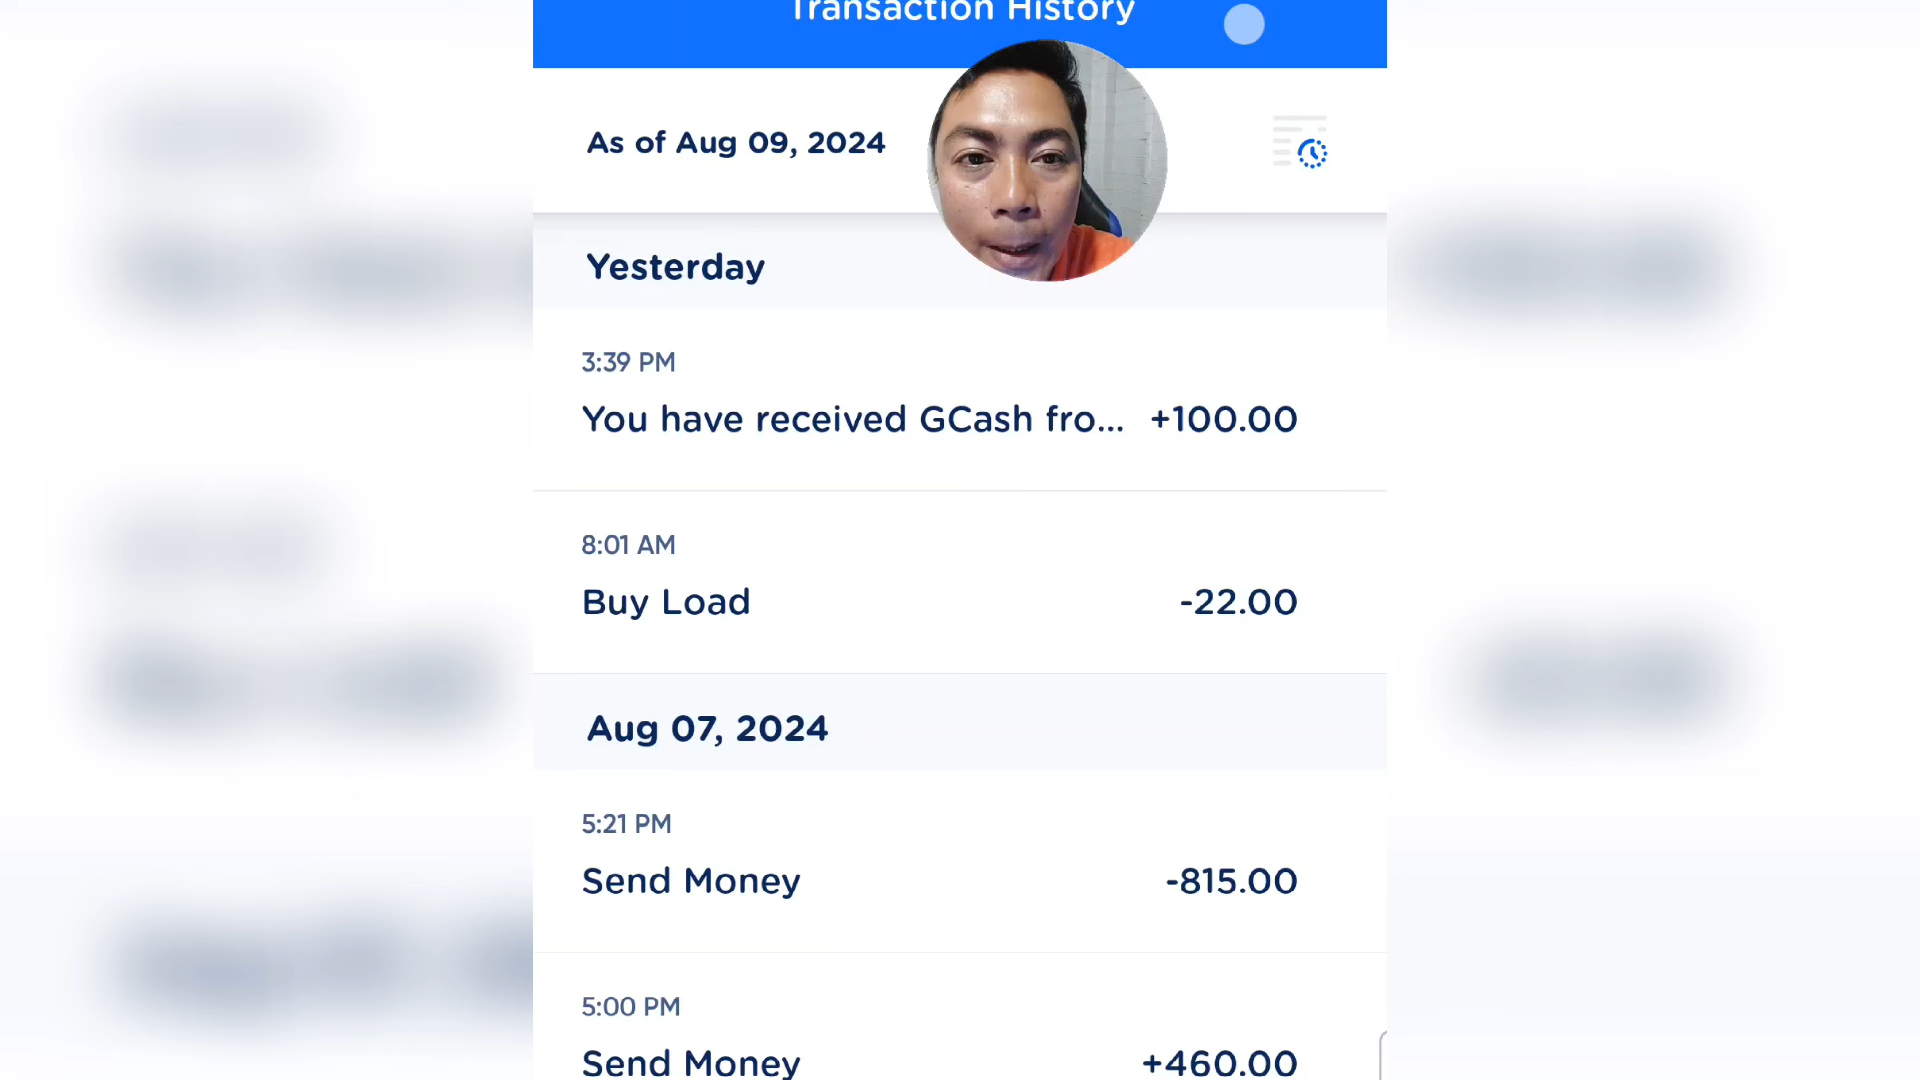 Transaction History
As of Aug 09, 2024
Yesterday
3:39 PM
You have received GCash fro... +100.00
8:01 AM
Buy Load -22.00
Aug 07, 2024
5:21 PM
Send Money -815.00
5:00 PM
Send Money +460.00